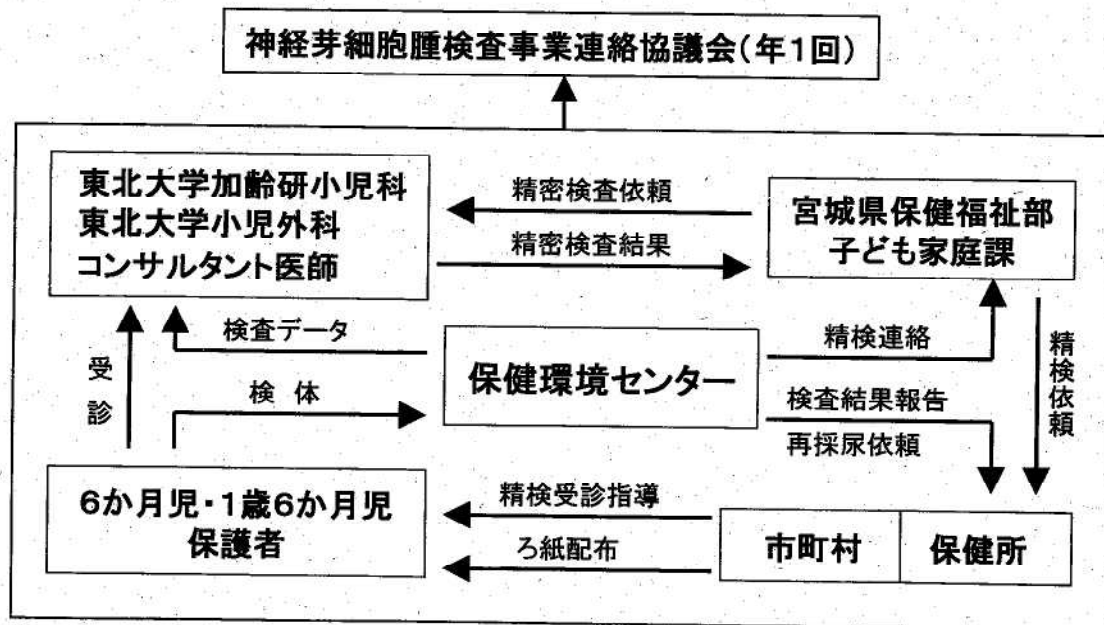 神経芽細胞腫検査事業連絡協議会(年1回)
東北大学加齢研小児科
東北大学小児外科
コンサルタント医師
精密検査依頼
精密検査結果
宮城県保健福祉部
子ども家庭課
受診
検査データ
検 体
保健環境センター
精検連絡
検査結果報告
再採尿依頼
精検依頼
6か月児・1歳6か月児
保護者
精検受診指導
ろ紙配布
市町村
保健所